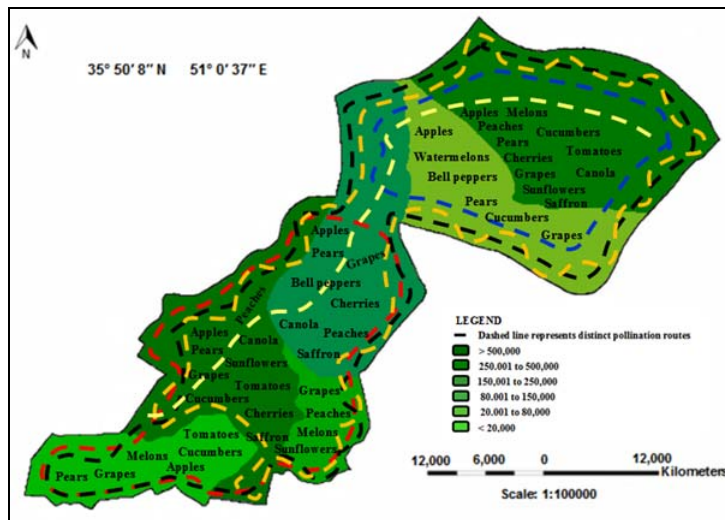 N
35° 50′ 8″ N 51° 0′ 37″ E
Apples Melons
Apples Peaches Cucumbers
Pears Tomatoes
Watermelons Cherries
Bell peppers Grapes Canola
Sunflowers
Pears Saffron
Cucumbers
Grapes
Apples
Pears Grapes
Bell peppers
Peaches Cherries
Apples Canola
Pears Canola Peaches
Sunflowers Saffron
Grapes
Tomatoes Grapes
Cucumbers
Cherries Peaches
Tomatoes Saffron Melons
Melons Cucumbers Sunflowers
Pears Grapes Apples
LEGEND
Dashed line represents distinct pollination routes
> 500,000
250.001 to 500,000
150,001 to 250,000
80.001 to 150,000
20.001 to 80,000
< 20,000
12,000 6,000 0 12,000
Kilometers
Scale: 1:100000